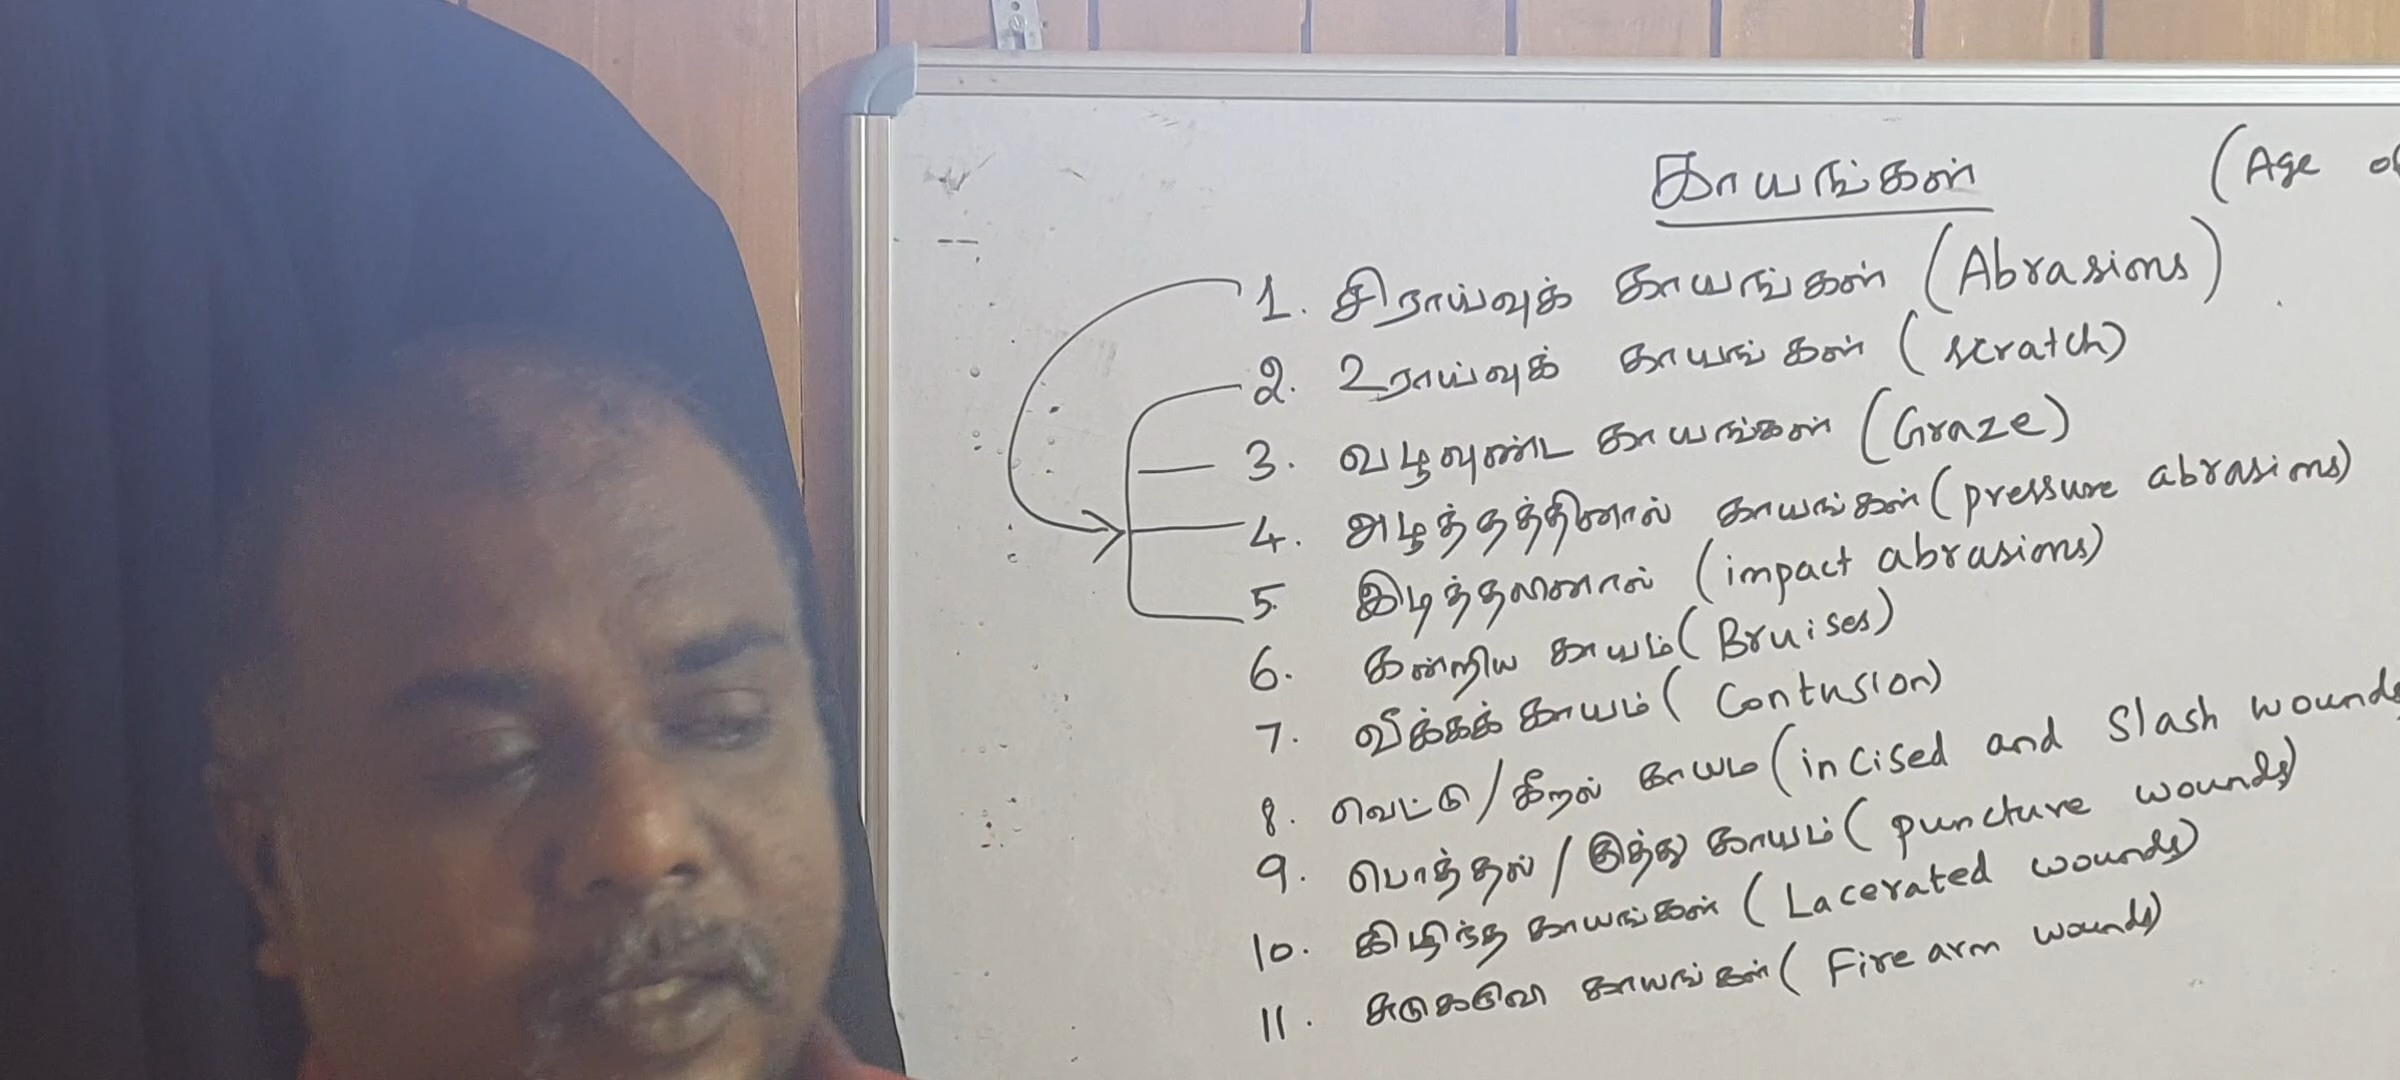 காயங்கள் (Age of
1. சிராய்வுக் காயங்கள் (Abrasions)
2. உராய்வுக் காயங்கள் (scratch)
3. வழுவுண்ட காயங்கள் (Graze)
4. அழுத்தத்தினால் காயங்கள் (pressure abrasions)
5. இடித்தலினால் (impact abrasions)
6. கன்றிய காயம் (Bruises)
7. வீக்கக் காயம் (Contusion)
8. வெட்டு/கீறல் காயம (incised and Slash wounds
9. பொத்தல் / குத்து காயம் (puncture wounds)
10. கிழிந்த காயங்கள் (Lacerated wounds)
11. காயங்கள் (Fire arm wounds)